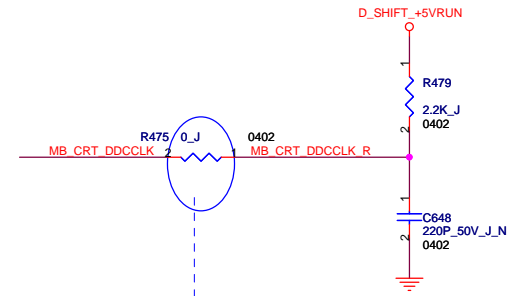 D_SHIFT_+5VRUN
1
R479
2.2K_J
2
0402
R475 0_J 0402
MB_CRT_DDCCLK 2 1 MB_CRT_DDCCLK_R
1
C648
220P_50V_J_N
2
0402